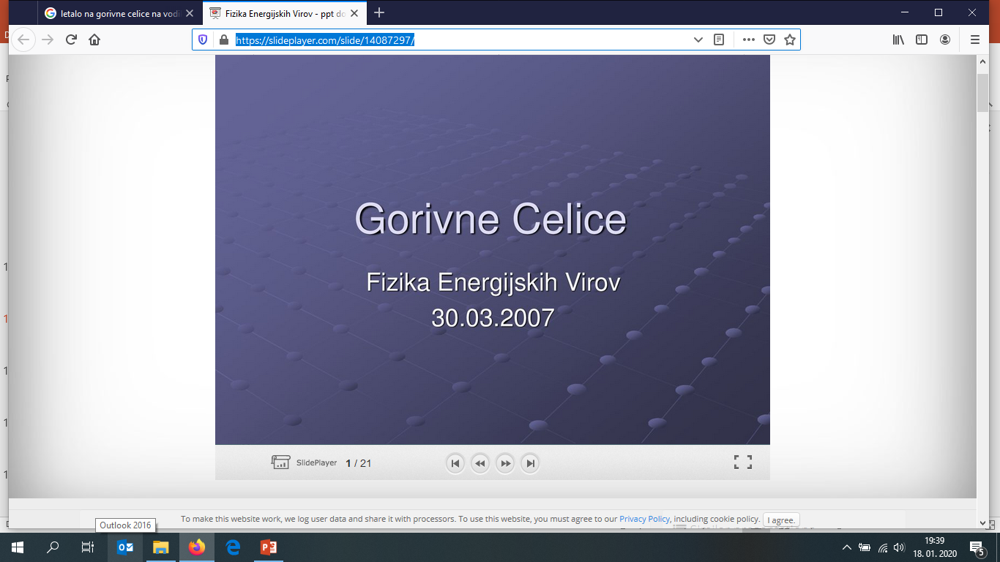 letalo na gorivne celice na vodi
Fizika Energijskih Virov - ppt do
https://slideplayer.com/slide/14087297/
Gorivne Celice
Fizika Energijskih Virov
30.03.2007
SlidePlayer 1 / 21
To make this website work, we log user data and share it with processors. To use this website, you must agree to our Privacy Policy, including cookie policy. I agree.
Outlook 2016
19:39
18. 01. 2020
5